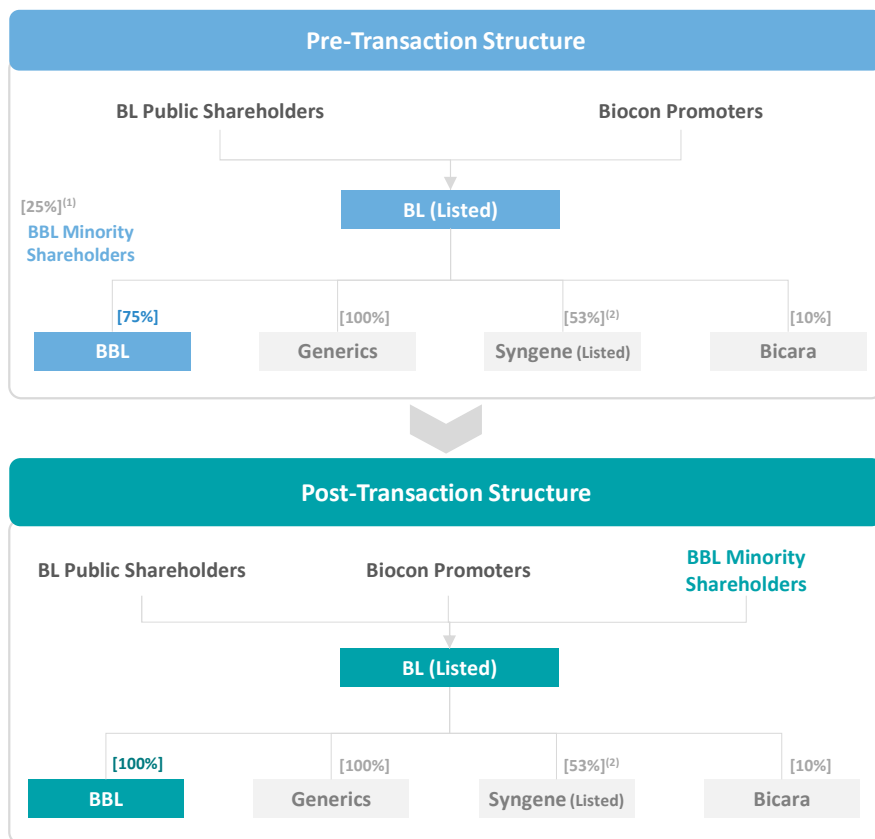 Pre-Transaction Structure
BL Public Shareholders
Biocon Promoters
[25%](1)
BBL Minority
Shareholders
BL (Listed)
[75%]
[100%]
[53%](2)
[10%]
BBL
Generics
Syngene (Listed)
Bicara
Post-Transaction Structure
BL Public Shareholders
Biocon Promoters
BBL Minority
Shareholders
BL (Listed)
[100%]
[100%]
[53%](2)
[10%]
BBL
Generics
Syngene (Listed)
Bicara